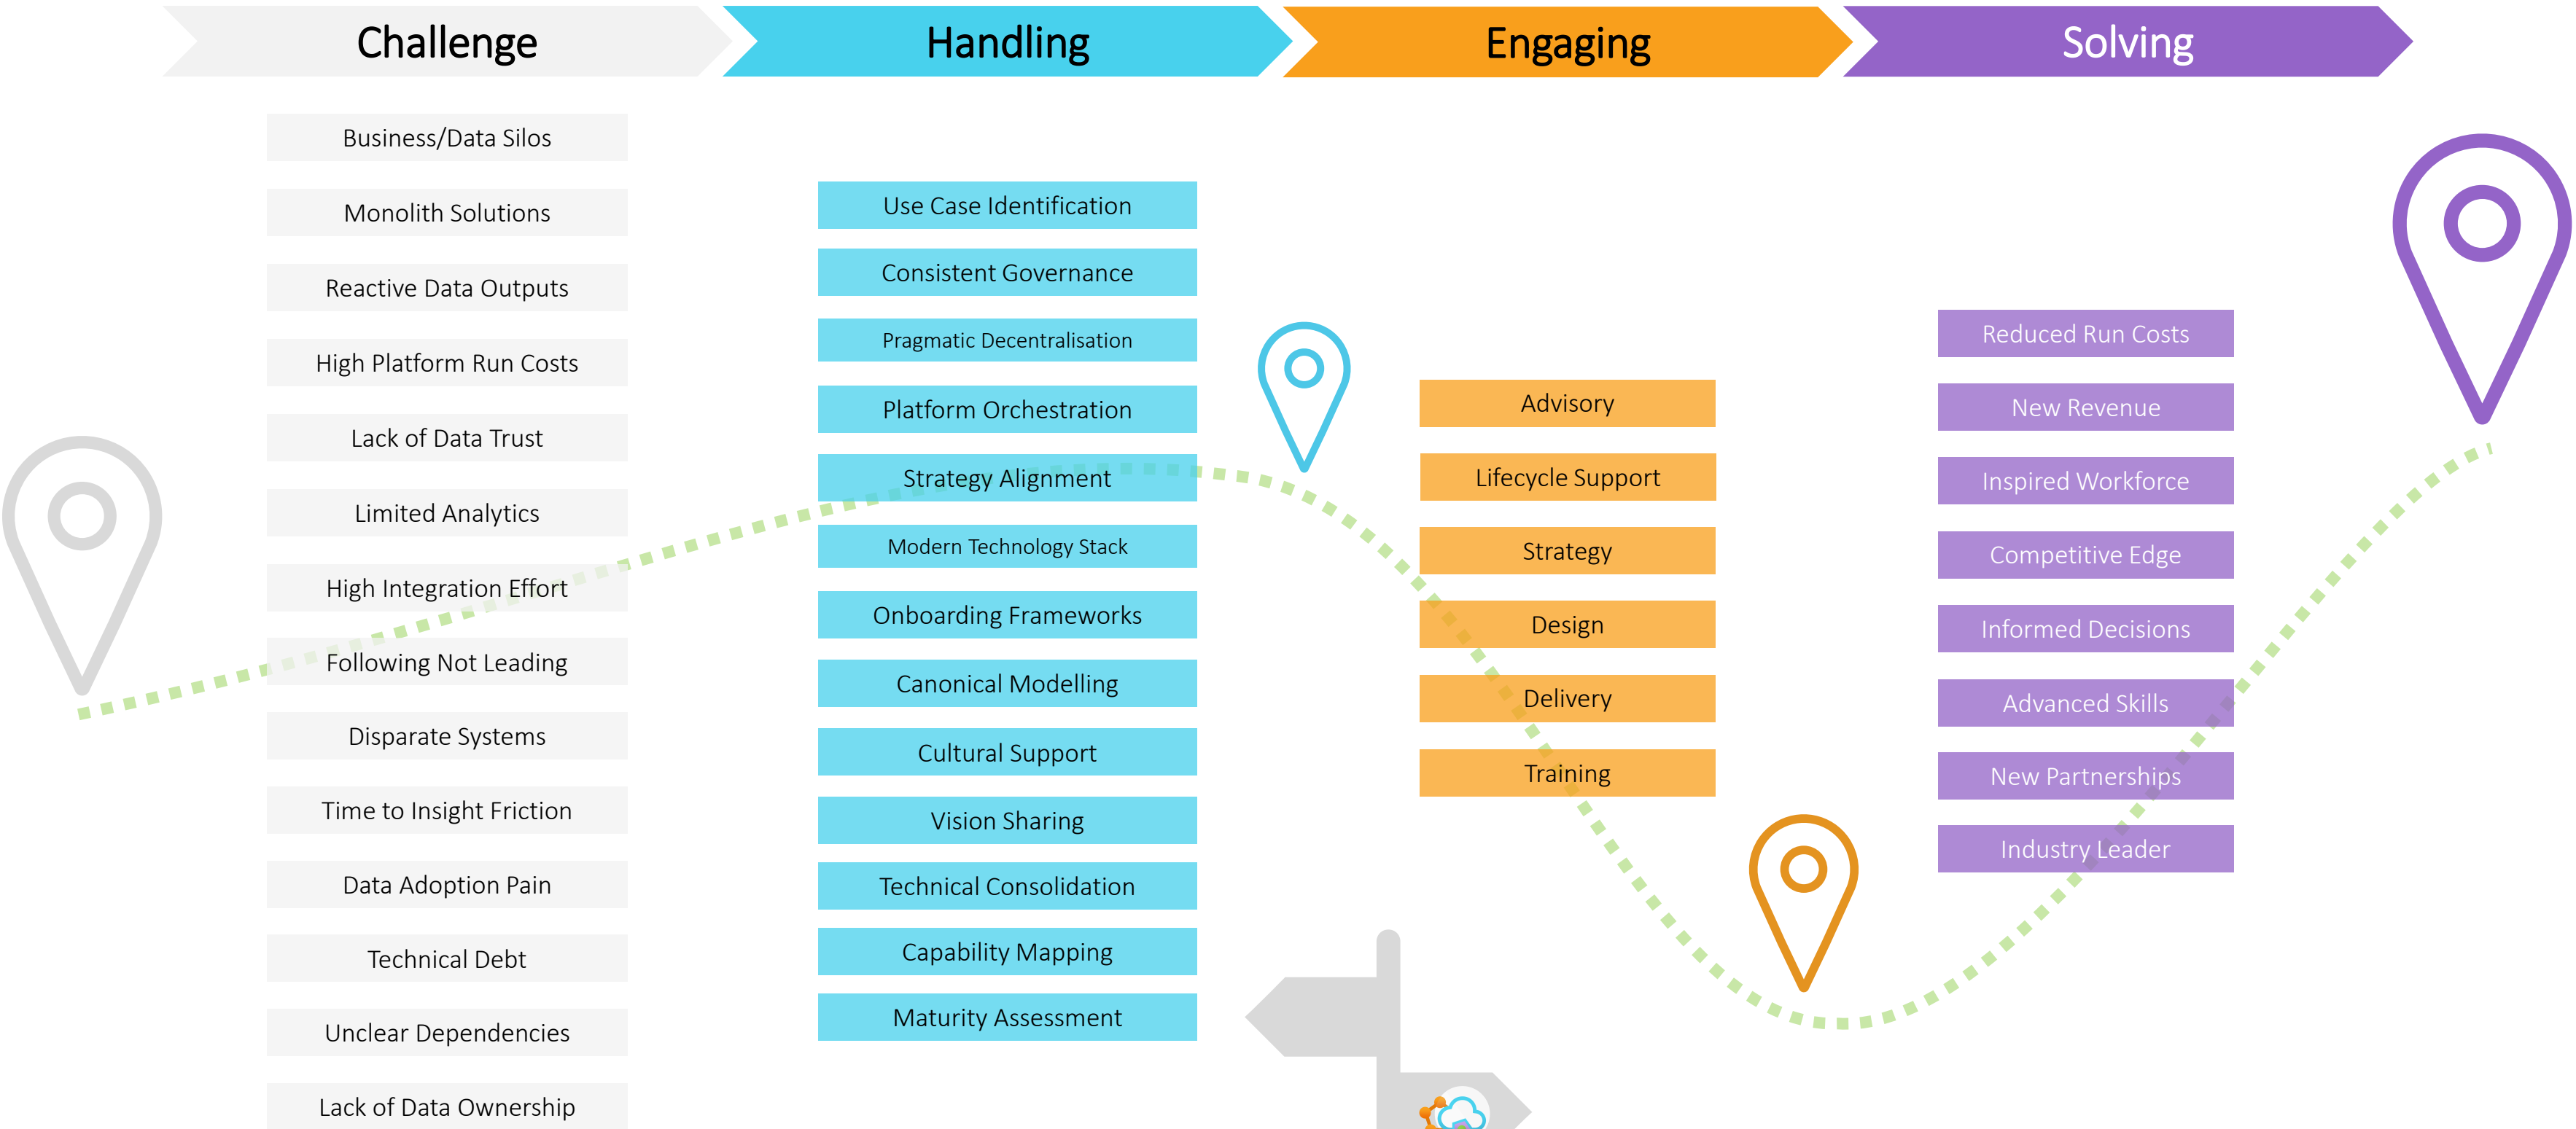 Challenge
Handling
Engaging
Solving
Business/Data Silos
Monolith Solutions
Reactive Data Outputs
High Platform Run Costs
Lack of Data Trust
Limited Analytics
High Integration Effort
Following Not Leading
Disparate Systems
Time to Insight Friction
Data Adoption Pain
Technical Debt
Unclear Dependencies
Lack of Data Ownership
Use Case Identification
Consistent Governance
Pragmatic Decentralisation
Platform Orchestration
Strategy Alignment
Modern Technology Stack
Onboarding Frameworks
Canonical Modelling
Cultural Support
Vision Sharing
Technical Consolidation
Capability Mapping
Maturity Assessment
Advisory
Lifecycle Support
Strategy
Design
Delivery
Training
Reduced Run Costs
New Revenue
Inspired Workforce
Competitive Edge
Informed Decisions
Advanced Skills
New Partnerships
Industry Leader